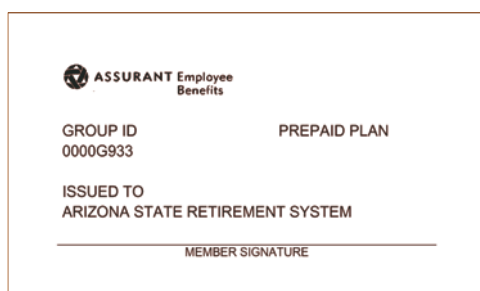 ASSURANT Employee
Benefits
GROUP ID PREPAID PLAN
0000G933
ISSUED TO
ARIZONA STATE RETIREMENT SYSTEM
MEMBER SIGNATURE